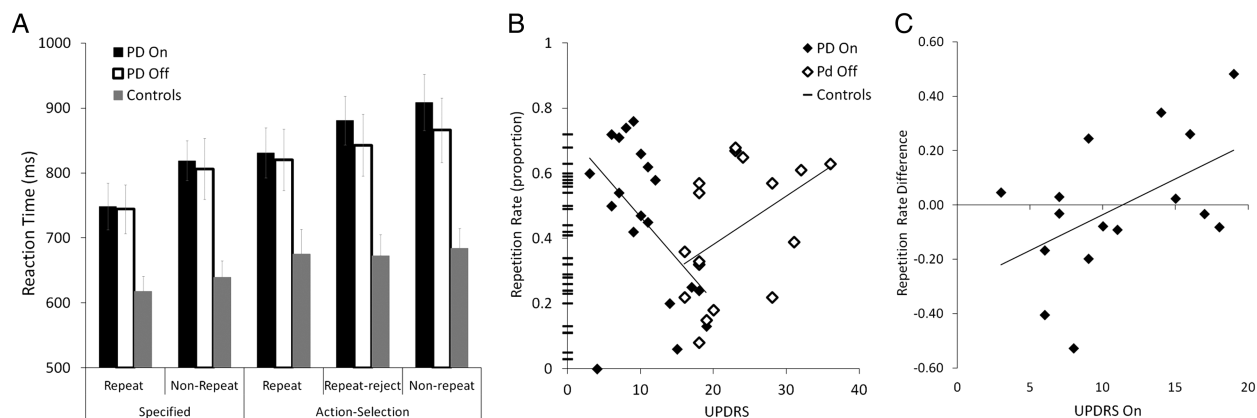 A
1000
900
800
700
600
500
Reaction Time (ms)
PD On
PD Off
Controls
Repeat
Non-Repeat
Repeat
Repeat-reject
Non-repeat
Specified
Action-Selection
B
1
0.8
0.6
0.4
0.2
0
Repetition Rate (proportion)
PD On
Pd Off
Controls
0
10
20
30
40
UPDRS
C
0.60
0.40
0.20
0.00
-0.20
-0.40
-0.60
Repetition Rate Difference
0
5
10
15
20
UPDRS On